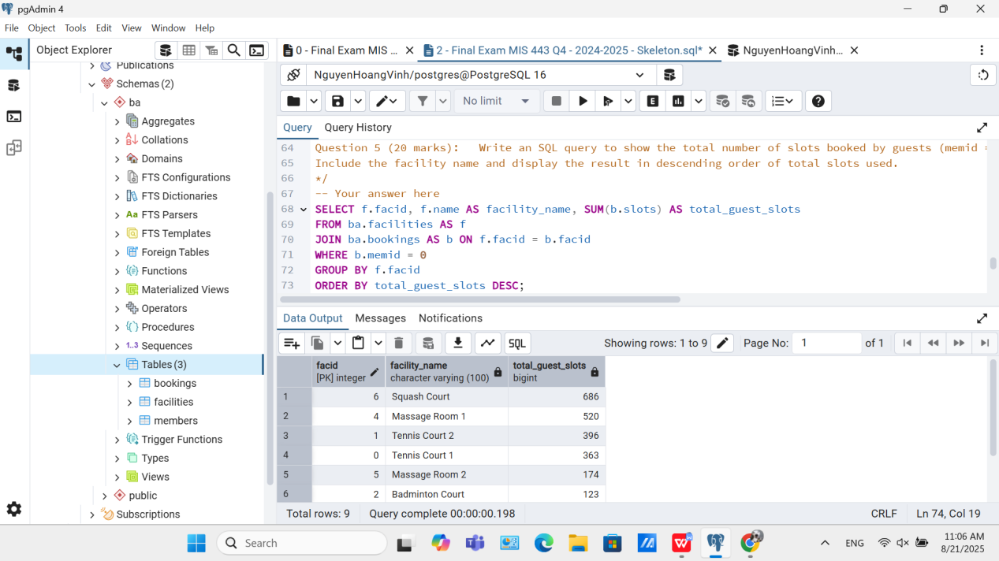 pgAdmin 4
File Object Tools Edit View Window Help
Object Explorer
Publications
Schemas (2)
ba
Aggregates
Collations
Domains
FTS Configurations
FTS Dictionaries
FTS Parsers
FTS Templates
Foreign Tables
Functions
Materialized Views
Operators
Procedures
1..3 Sequences
Tables (3)
bookings
facilities
members
Trigger Functions
Types
Views
public
Subscriptions
0 - Final Exam MIS ... 2 - Final Exam MIS 443 Q4 - 2024-2025 - Skeleton.sql* NguyenHoangVinh...
NguyenHoangVinh/postgres@PostgreSQL 16
No limit
Query Query History
64 Question 5 (20 marks): Write an SQL query to show the total number of slots booked by guests (memid =
65 Include the facility name and display the result in descending order of total slots used.
66 */
67 -- Your answer here
68 SELECT f.facid, f.name AS facility_name, SUM(b.slots) AS total_guest_slots
69 FROM ba.facilities AS f
70 JOIN ba.bookings AS b ON f.facid = b.facid
71 WHERE b.memid = 0
72 GROUP BY f.facid
73 ORDER BY total_guest_slots DESC;
Data Output Messages Notifications
SQL Showing rows: 1 to 9 Page No: 1 of 1
facid facility_name total_guest_slots
[PK] integer character varying (100) bigint
1 6 Squash Court 686
2 4 Massage Room 1 520
3 1 Tennis Court 2 396
4 0 Tennis Court 1 363
5 5 Massage Room 2 174
6 2 Badminton Court 123
Total rows: 9 Query complete 00:00:00.198 CRLF Ln 74, Col 19
Search ENG 11:06 AM
8/21/2025